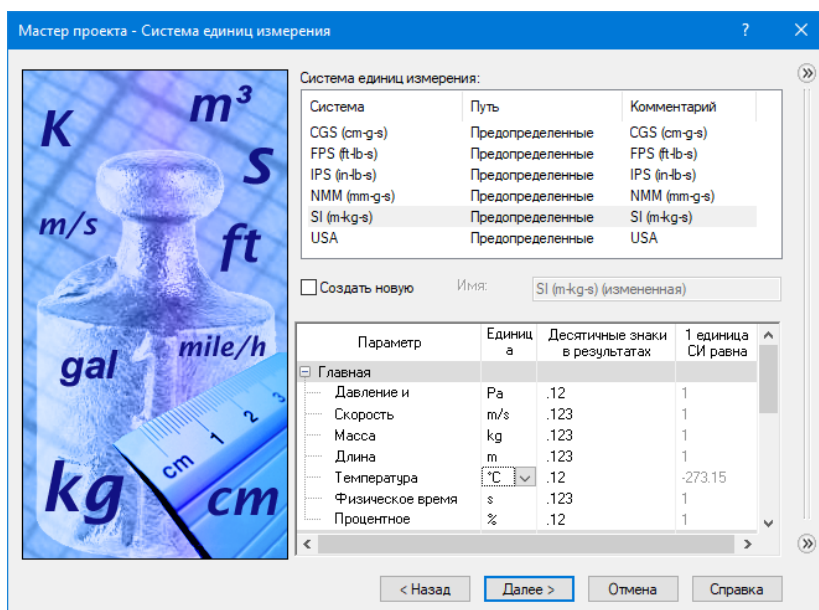 Мастер проекта - Система единиц измерения
K
m³
s
m/s
ft
gal
mile/h
cm 1 2 3
kg
cm
Система единиц измерения:
Система Путь Комментарий
CGS (cm-g-s) Предопределенные CGS (cm-g-s)
FPS (ft-lb-s) Предопределенные FPS (ft-lb-s)
IPS (in-lb-s) Предопределенные IPS (in-lb-s)
NMM (mm-g-s) Предопределенные NMM (mm-g-s)
SI (m-kg-s) Предопределенные SI (m-kg-s)
USA Предопределенные USA
Создать новую Имя: SI (m-kg-s) (измененная)
Параметр Единиц Десятичные знаки 1 единица
а в результатах СИ равна
Главная
Давление и Pa .12 1
Скорость m/s .123 1
Масса kg .123 1
Длина m .123 1
Температура °C .12 -273.15
Физическое время s .123 1
Процентное % .12 1
< Назад Далее > Отмена Справка